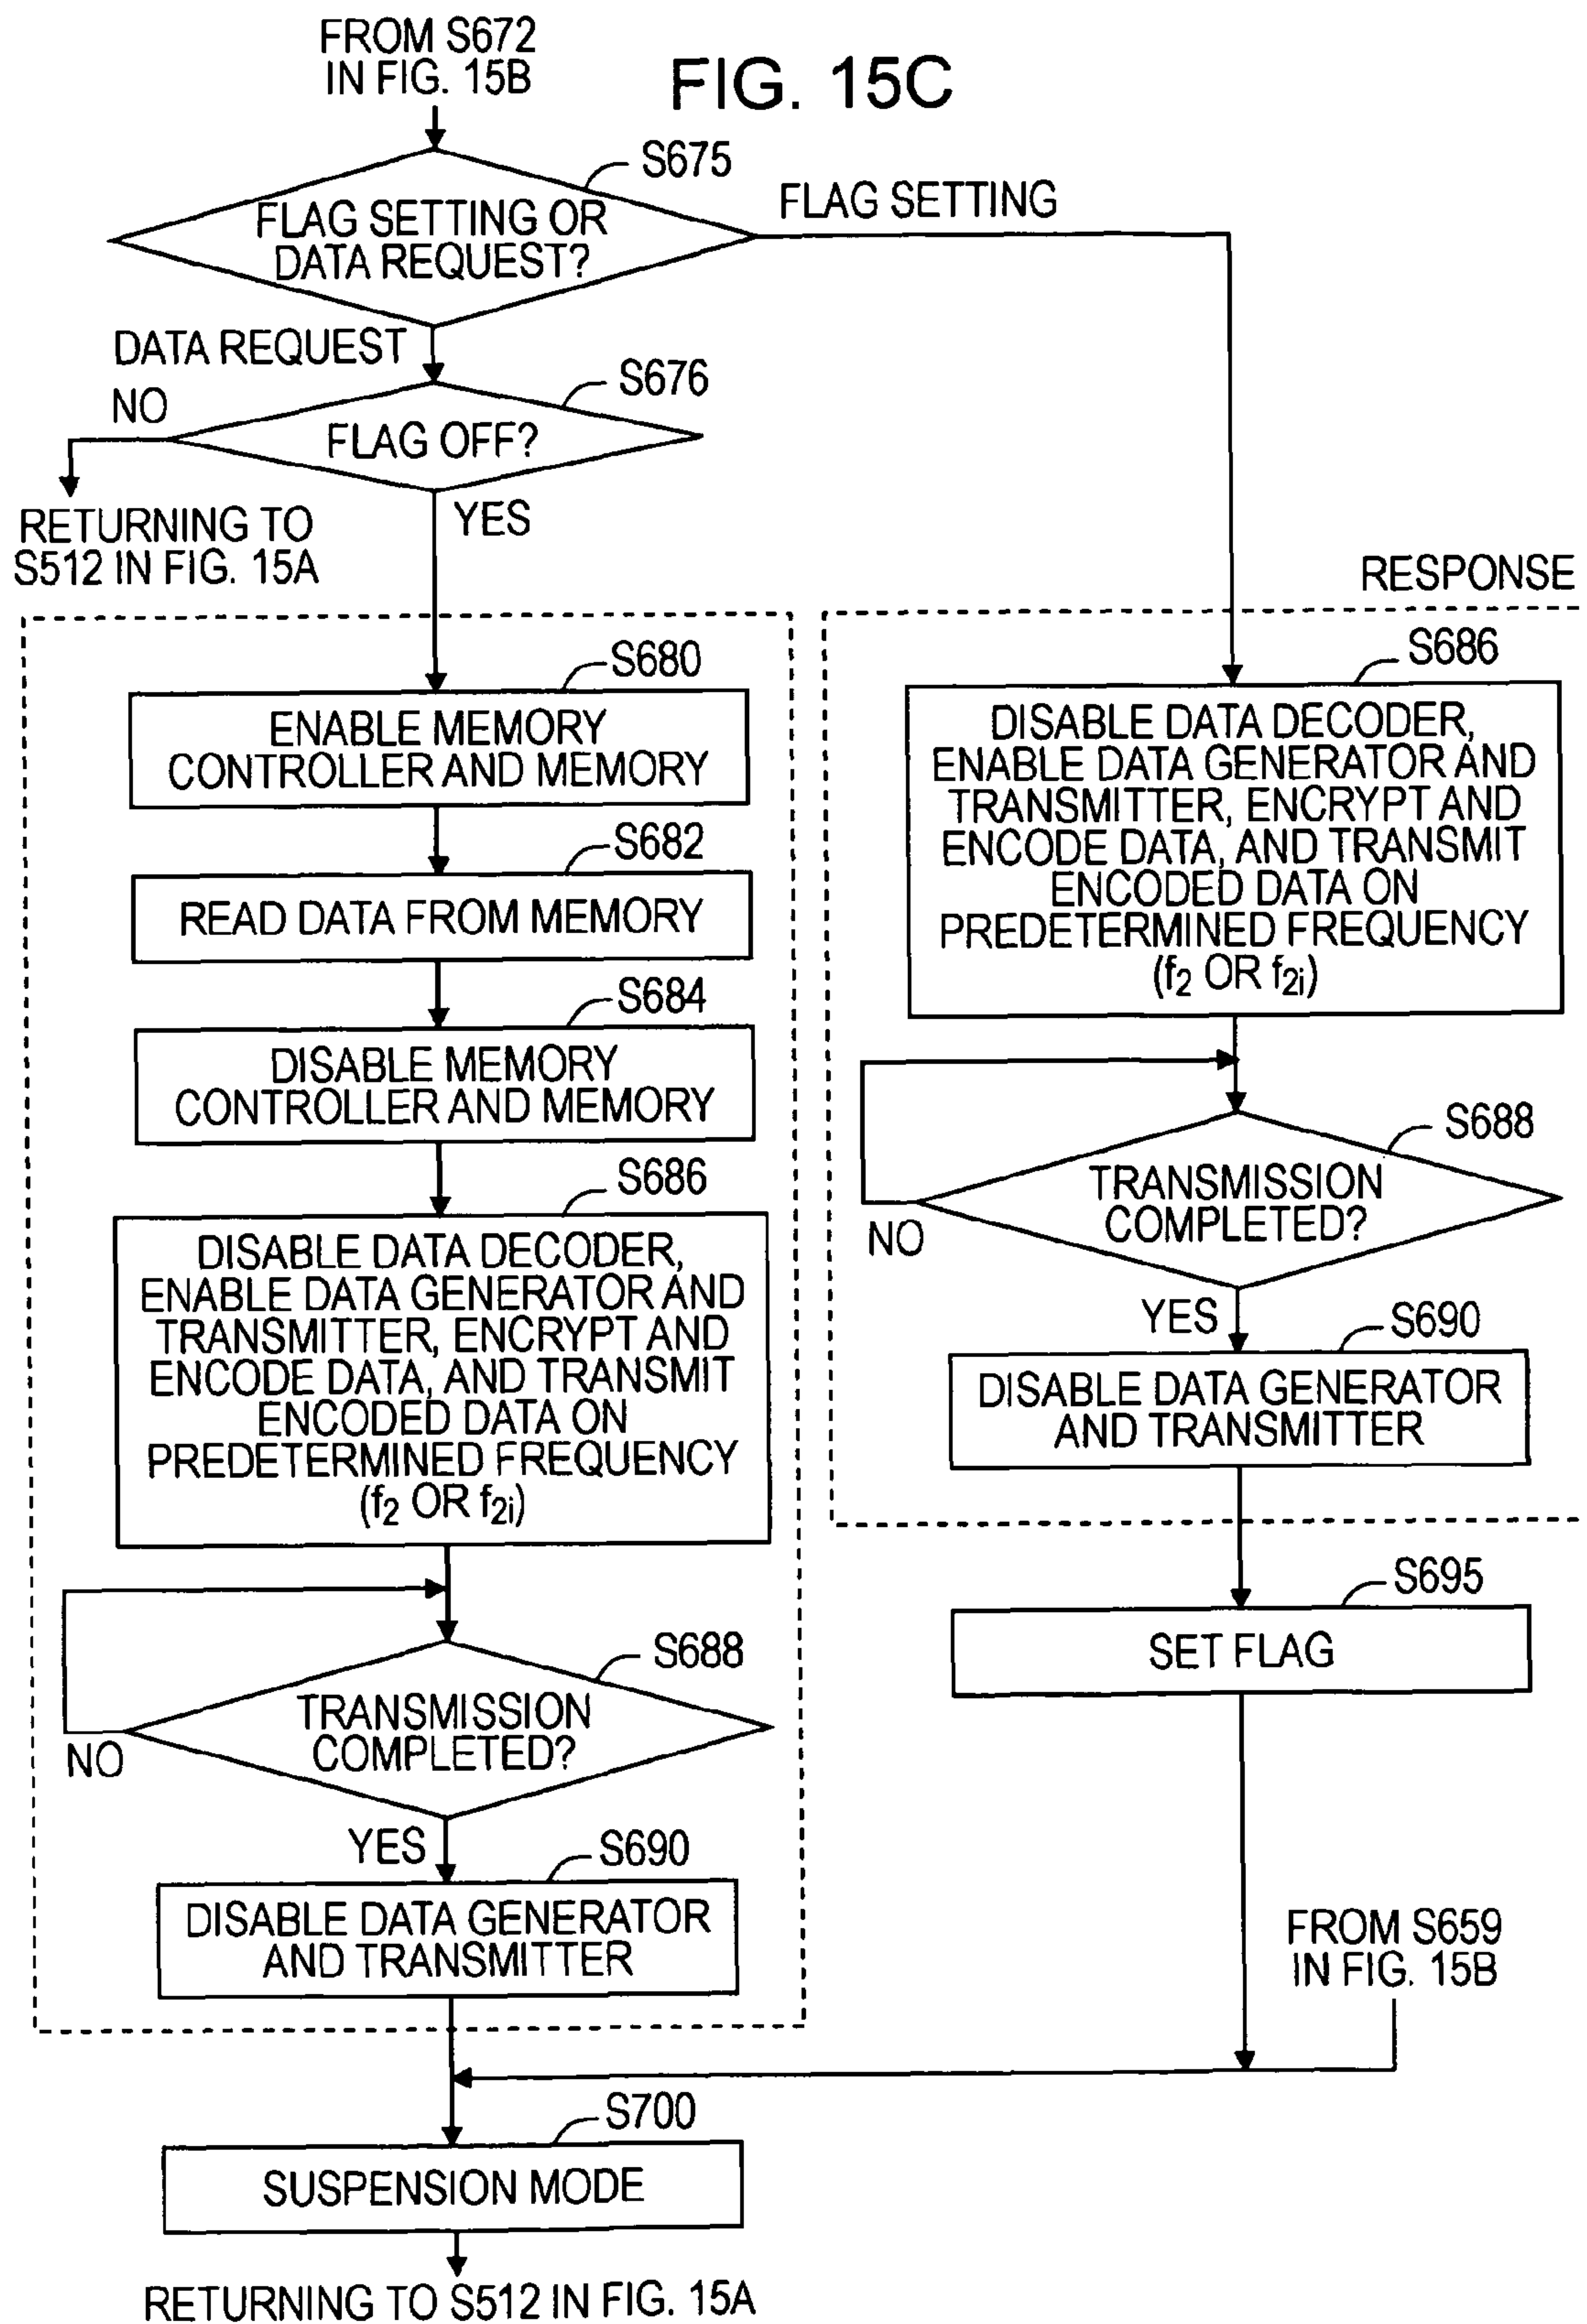 FROM S672
IN FIG. 15B
FIG. 15C
S675
FLAG SETTING OR
DATA REQUEST?
FLAG SETTING
DATA REQUEST
S676
NO
FLAG OFF?
YES
RETURNING TO
S512 IN FIG. 15A
RESPONSE
S680
ENABLE MEMORY
CONTROLLER AND MEMORY
S682
READ DATA FROM MEMORY
S684
DISABLE MEMORY
CONTROLLER AND MEMORY
S686
DISABLE DATA DECODER,
ENABLE DATA GENERATOR AND
TRANSMITTER, ENCRYPT AND
ENCODE DATA, AND TRANSMIT
ENCODED DATA ON
PREDETERMINED FREQUENCY
(f2 OR f2i)
S688
TRANSMISSION
COMPLETED?
NO
YES
S690
DISABLE DATA GENERATOR
AND TRANSMITTER
S686
DISABLE DATA DECODER,
ENABLE DATA GENERATOR AND
TRANSMITTER, ENCRYPT AND
ENCODE DATA, AND TRANSMIT
ENCODED DATA ON
PREDETERMINED FREQUENCY
(f2 OR f2i)
S688
TRANSMISSION
COMPLETED?
NO
YES
S690
DISABLE DATA GENERATOR
AND TRANSMITTER
S695
SET FLAG
FROM S659
IN FIG. 15B
S700
SUSPENSION MODE
RETURNING TO S512 IN FIG. 15A